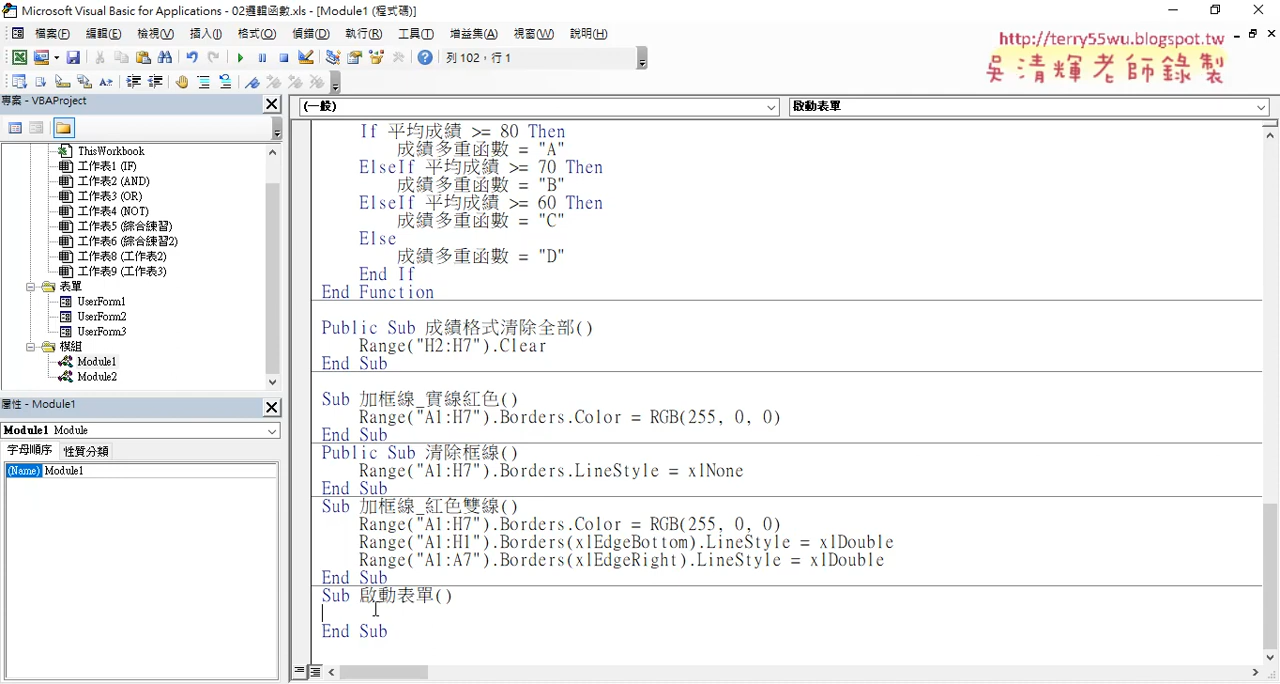 Microsoft Visual Basic for Applications - 02邏輯函數.xls - [Module1 (程式碼)]
檔案(F) 編輯(E) 檢視(V) 插入(I) 格式(O) 偵錯(D) 執行(R) 工具(T) 增益集(A) 視窗(W) 說明(H)
http://terry55wu.blogspot.tw
吳清輝老師錄製
列 102，行 1
專案 - VBAProject
(一般)
啟動表單
ThisWorkbook
工作表1 (IF)
工作表2 (AND)
工作表3 (OR)
工作表4 (NOT)
工作表5 (綜合練習)
工作表6 (綜合練習2)
工作表8 (工作表2)
工作表9 (工作表3)
表單
UserForm1
UserForm2
UserForm3
模組
Module1
Module2
屬性 - Module1
Module1 Module
字母順序 性質分類
(Name) Module1
If 平均成績 >= 80 Then
成績多重函數 = "A"
ElseIf 平均成績 >= 70 Then
成績多重函數 = "B"
ElseIf 平均成績 >= 60 Then
成績多重函數 = "C"
Else
成績多重函數 = "D"
End If
End Function
Public Sub 成績格式清除全部()
Range("H2:H7").Clear
End Sub
Sub 加框線_實線紅色()
Range("A1:H7").Borders.Color = RGB(255, 0, 0)
End Sub
Public Sub 清除框線()
Range("A1:H7").Borders.LineStyle = xlNone
End Sub
Sub 加框線_紅色雙線()
Range("A1:H7").Borders.Color = RGB(255, 0, 0)
Range("A1:H1").Borders(xlEdgeBottom).LineStyle = xlDouble
Range("A1:A7").Borders(xlEdgeRight).LineStyle = xlDouble
End Sub
Sub 啟動表單()
End Sub